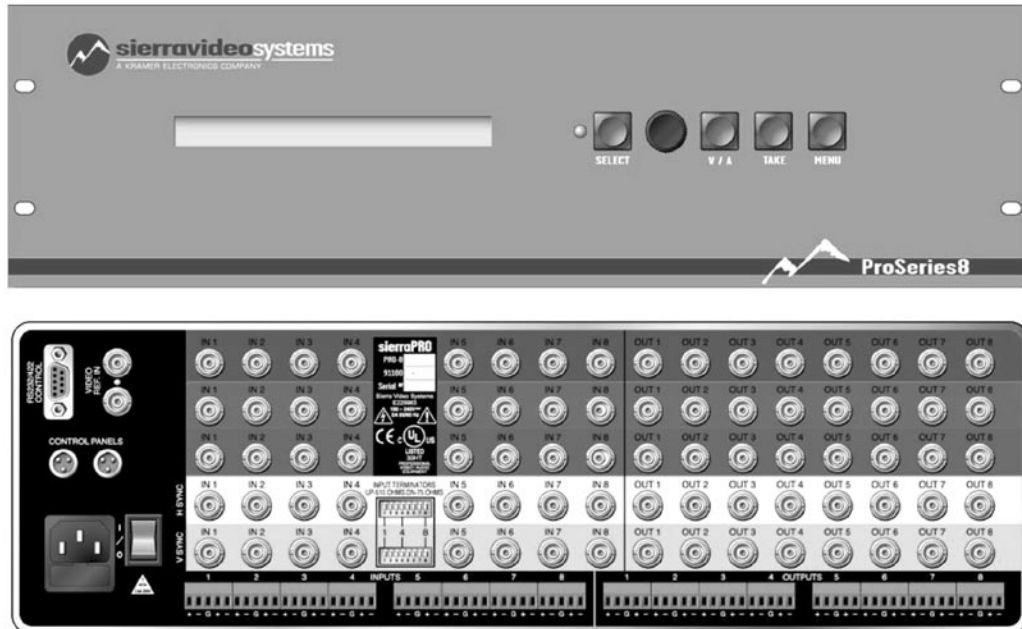 sierravideosystems
A KRAMER ELECTRONICS COMPANY
SELECT V / A TAKE MENU
ProSeries8
RS232/422 CONTROL
VIDEO REF. IN
CONTROL PANELS
IN 1 IN 2 IN 3 IN 4
sierraPRO
PRO-8
91100
Serial #
Sierra Video Systems
LISTED
IN 5 IN 6 IN 7 IN 8 OUT 1 OUT 2 OUT 3 OUT 4 OUT 5 OUT 6 OUT 7 OUT 8
IN 1 IN 2 IN 3 IN 4 IN 5 IN 6 IN 7 IN 8 OUT 1 OUT 2 OUT 3 OUT 4 OUT 5 OUT 6 OUT 7 OUT 8
IN 1 IN 2 IN 3 IN 4 IN 5 IN 6 IN 7 IN 8 OUT 1 OUT 2 OUT 3 OUT 4 OUT 5 OUT 6 OUT 7 OUT 8
H SYNC
IN 1 IN 2 IN 3 IN 4
INPUT TERMINATORS
UP-510 OHMS, DN-75 OHMS
1 4 8
IN 5 IN 6 IN 7 IN 8 OUT 1 OUT 2 OUT 3 OUT 4 OUT 5 OUT 6 OUT 7 OUT 8
V SYNC
IN 1 IN 2 IN 3 IN 4 IN 5 IN 6 IN 7 IN 8 OUT 1 OUT 2 OUT 3 OUT 4 OUT 5 OUT 6 OUT 7 OUT 8
1 2 3 4 INPUTS 5 6 7 8 1 2 3 4 OUTPUTS 5 6 7 8
+ - G + - + - G + - + - G + - + - G + - + - G + - + - G + - + - G + - + - G + - + - G + - + - G + - + - G + - + - G + - + - G + - + - G + - + - G + - + - G + -